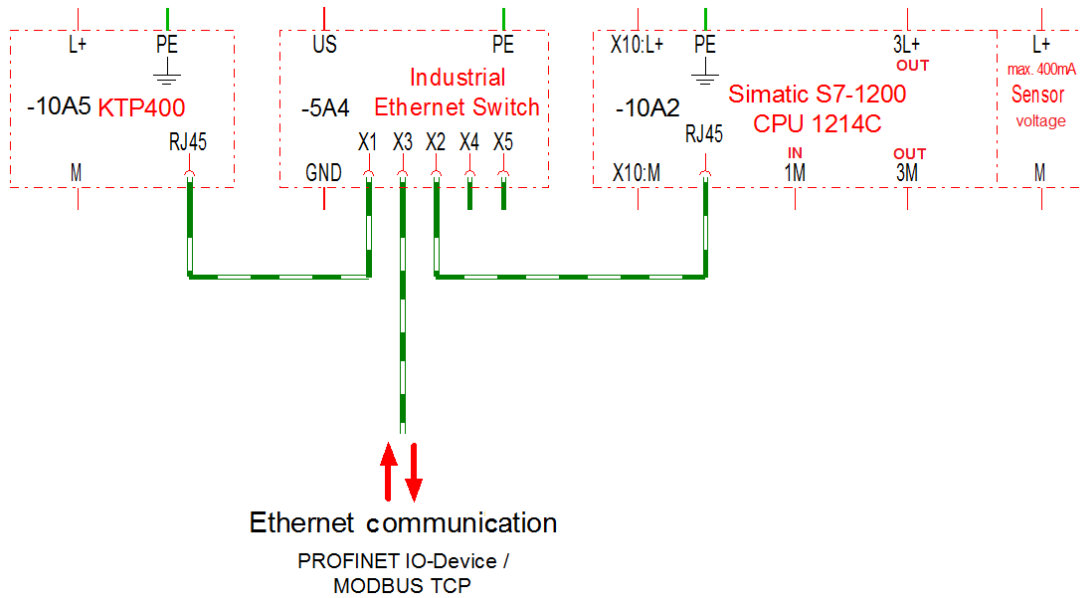 L+ PE
-10A5 KTP400
RJ45
M
US PE
Industrial
-5A4 Ethernet Switch
X1 X3 X2 X4 X5
GND
X10:L+ PE 3L+
OUT
-10A2 Simatic S7-1200
CPU 1214C
RJ45
IN OUT
X10:M 1M 3M
L+
max. 400mA
Sensor
voltage
M
Ethernet communication
PROFINET IO-Device /
MODBUS TCP